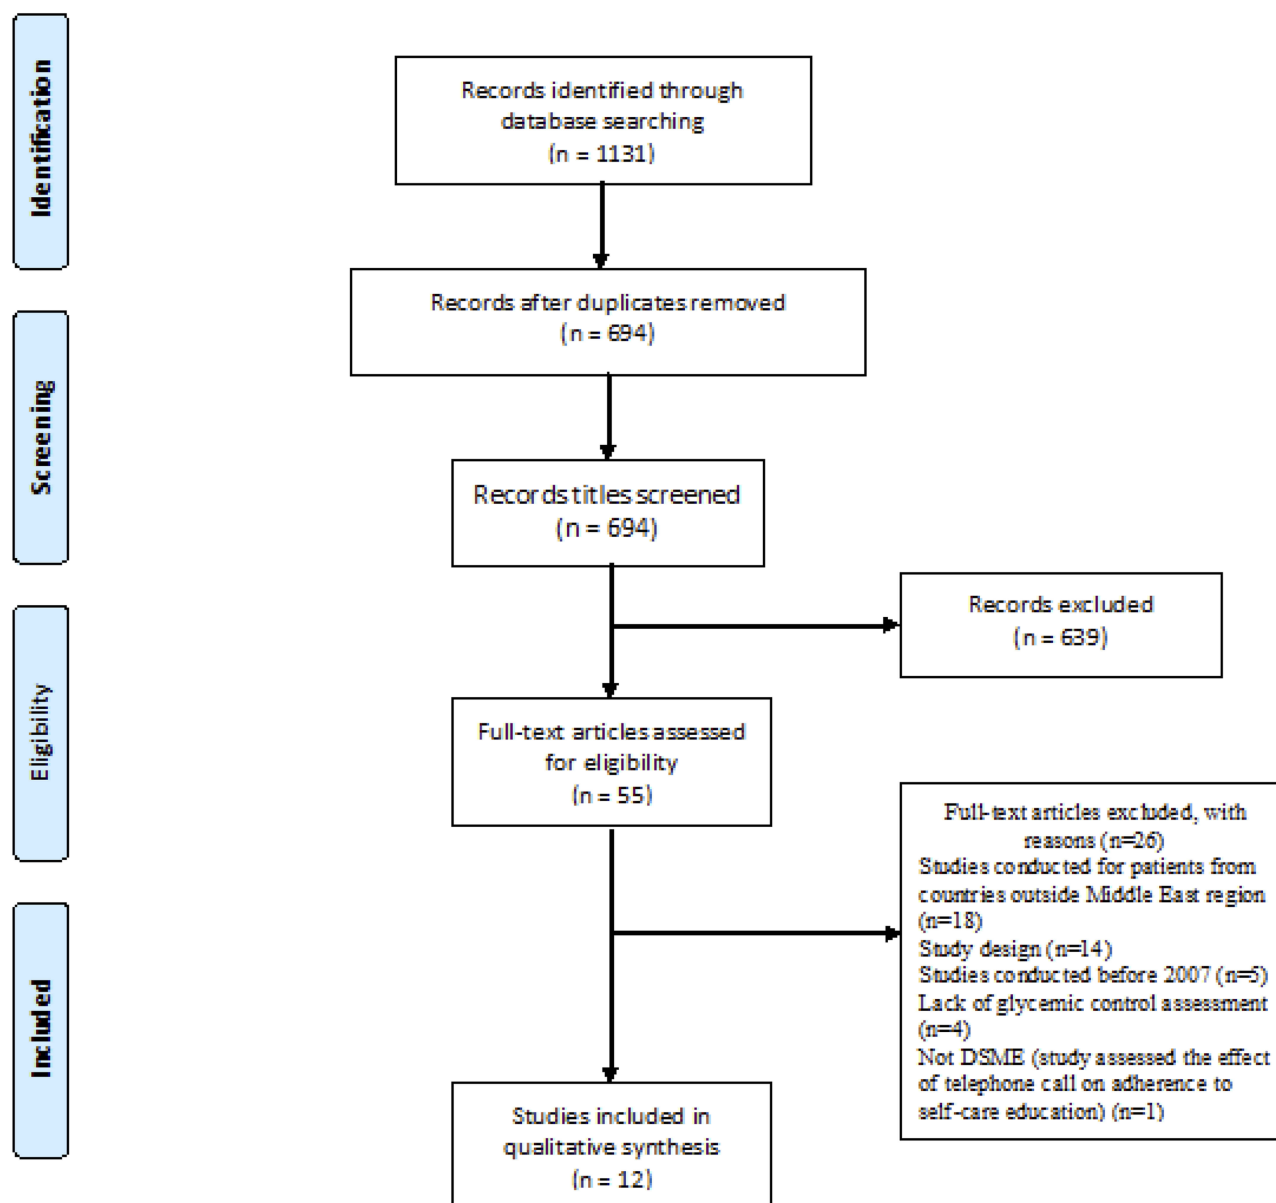 Identification
Records identified through
database searching
(n = 1131)
Records after duplicates removed
(n = 694)
Screening
Records titles screened
(n = 694)
Records excluded
(n = 639)
Eligibility
Full-text articles assessed
for eligibility
(n = 55)
Full-text articles excluded, with
reasons (n=26)
Studies conducted for patients from
countries outside Middle East region
(n=18)
Study design (n=14)
Studies conducted before 2007 (n=5)
Lack of glycemic control assessment
(n=4)
Not DSME (study assessed the effect
of telephone call on adherence to
self-care education) (n=1)
Included
Studies included in
qualitative synthesis
(n = 12)